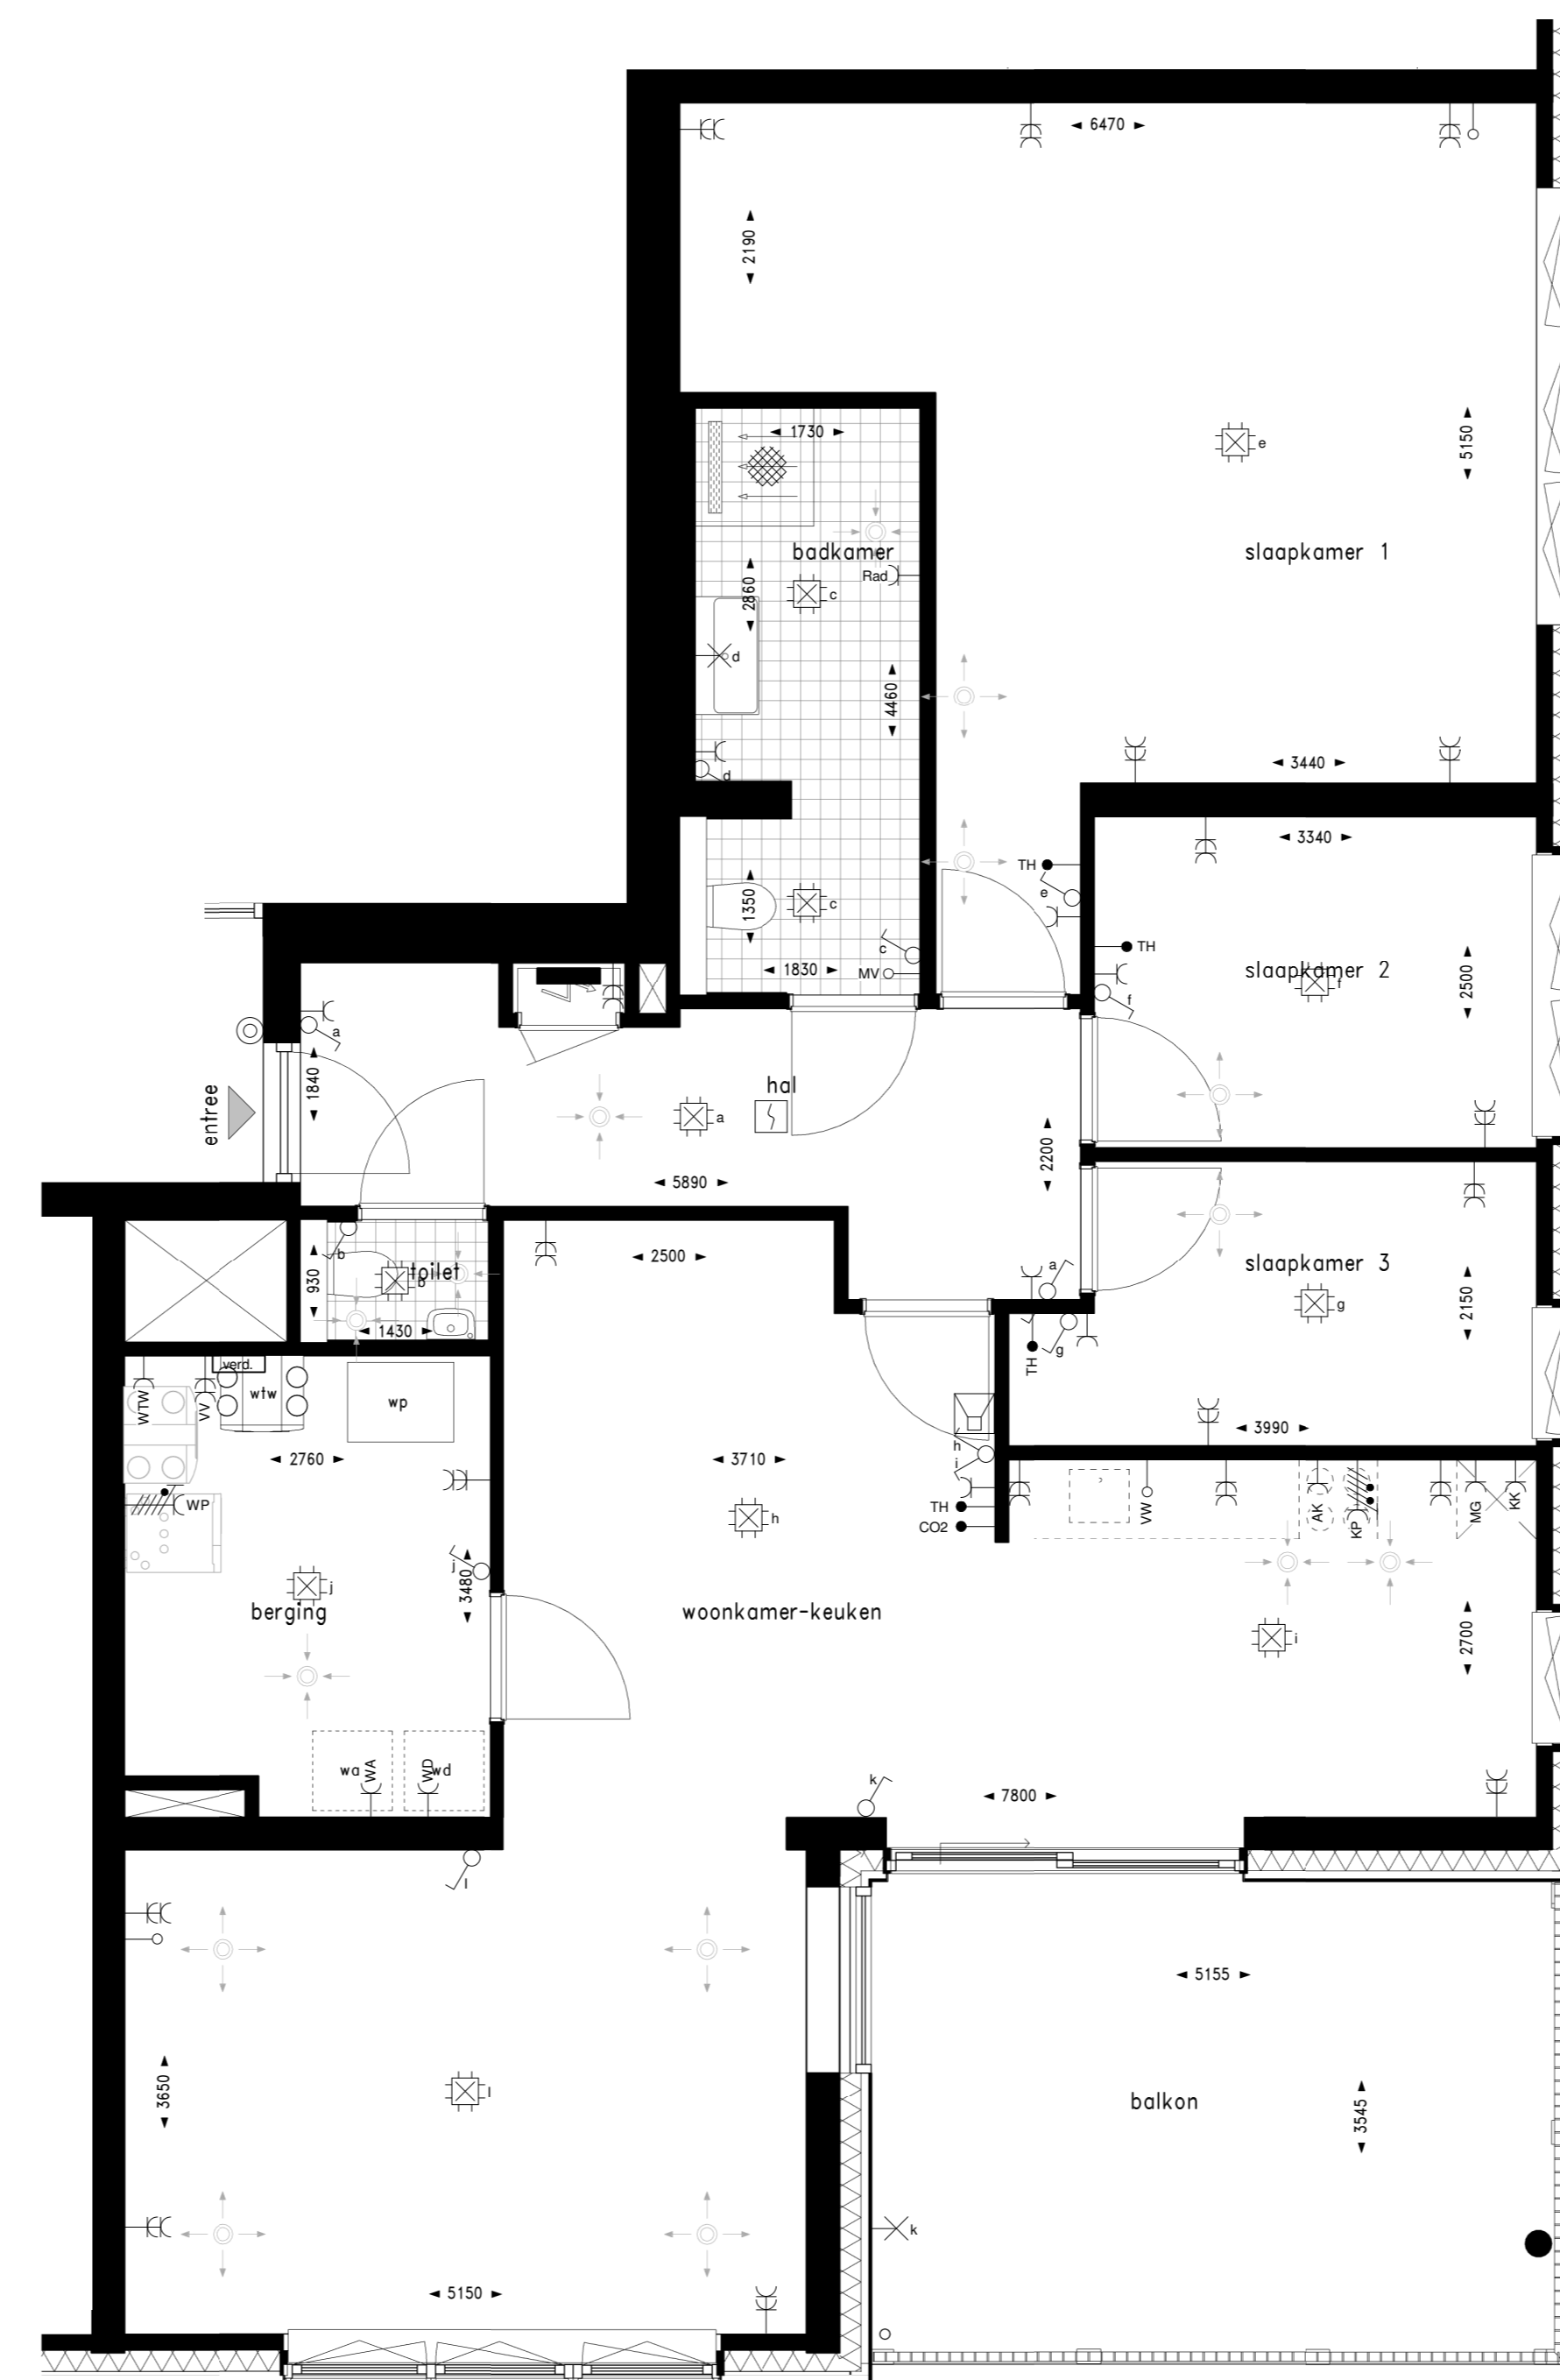 6470
2190
1730
e
5150
badkamer
slaapkamer 1
Rad
2860
c
d
4460
d
3440
3340
TH
e
1350
c
c
TH
1830
MV
slaapkamer 2
f
2500
f
a
entree
1840
hal
a
2200
5890
b
2500
930
toilet
b
a
slaapkamer 3
g
2150
1430
TH
g
verd.
WTW
VV
wtw
wp
3990
2760
3710
h
i
WP
h
TH
CO2
VW
AK
KP
MG
KK
j
3480
j
berging
woonkamer-keuken
i
2700
wa
WA
WD
wd
k
7800
l
5155
3650
l
balkon
3545
k
5150